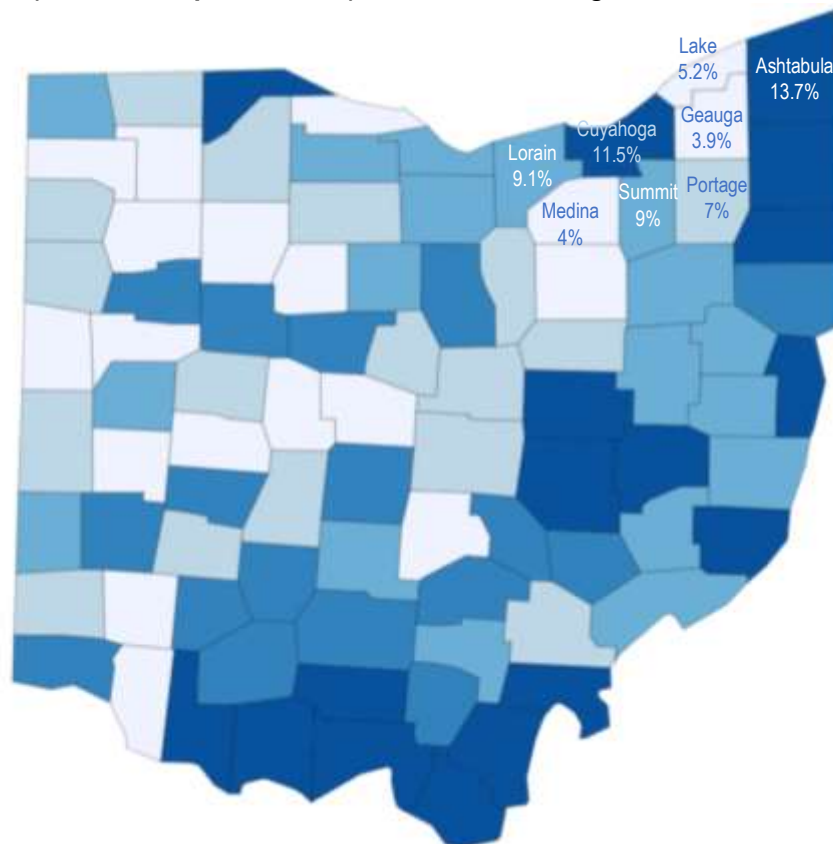 Lake
5.2%
Ashtabula
13.7%
Geauga
3.9%
Cuyahoga
11.5%
Lorain
9.1%
Summit
9%
Portage
7%
Medina
4%